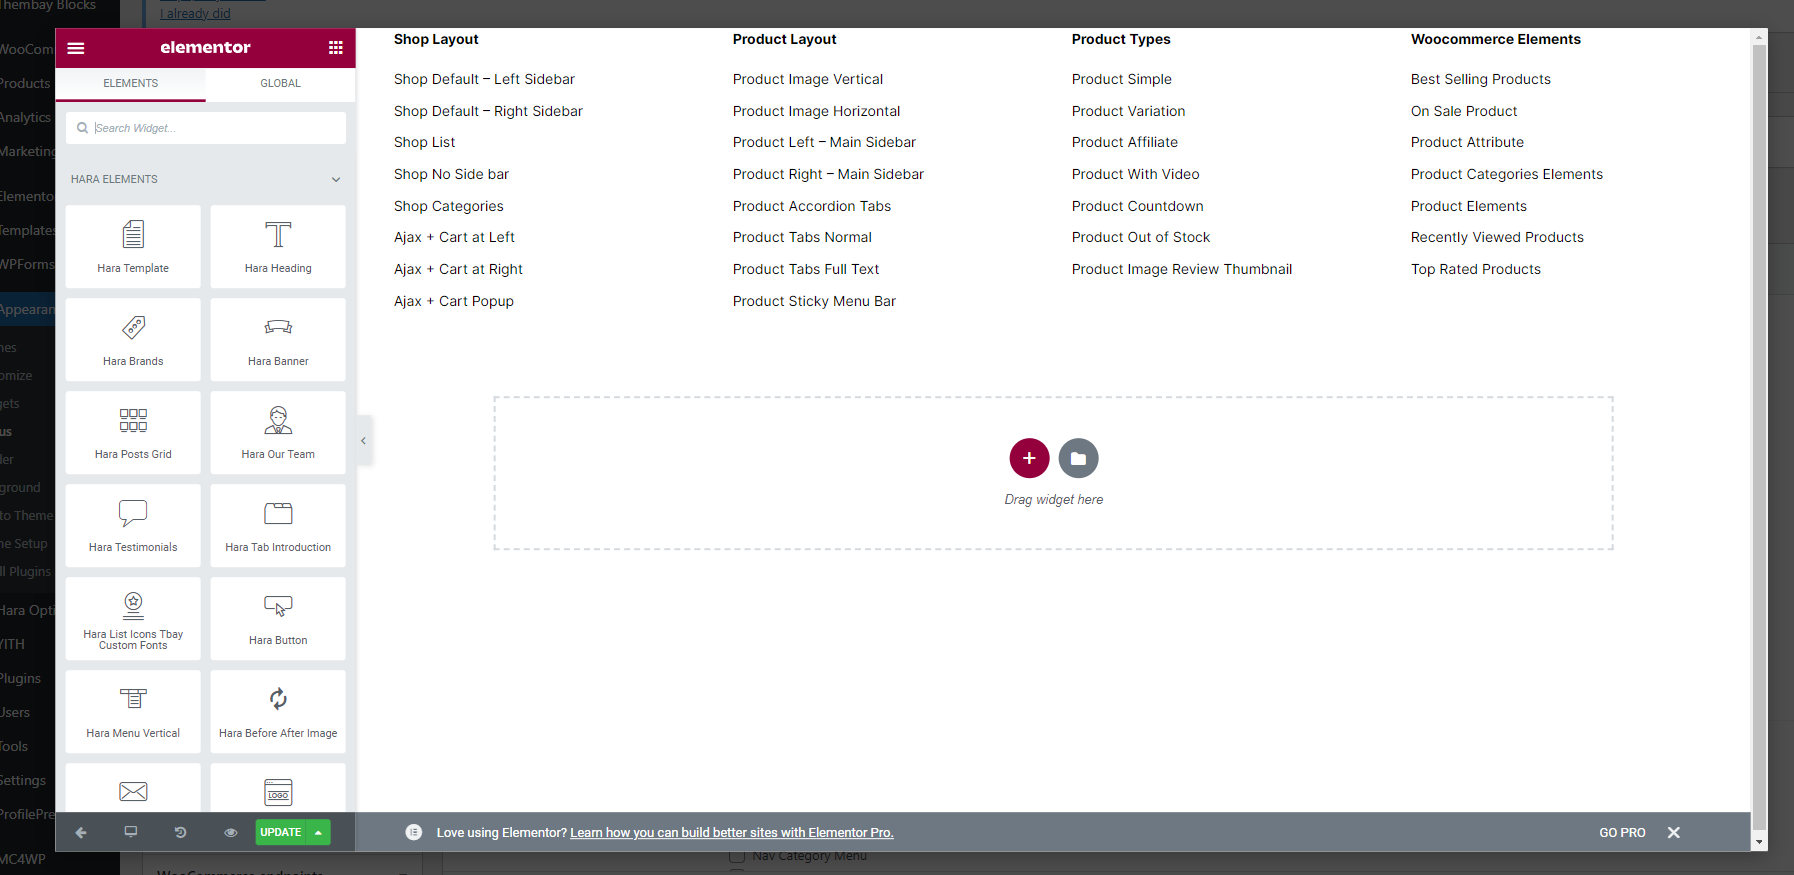 Thembay Blocks
I already did
WooCom
Products
Analytics
Marketing
Elemento
Templates
WPForms
Appearan
nes
omize
gets
us
der
ground
to Theme
ne Setup
ll Plugins
Hara Opti
YITH
Plugins
Users
Tools
Settings
ProfilePre
MC4WP
elementor
ELEMENTS
GLOBAL
Search Widget...
HARA ELEMENTS
Hara Template
Hara Heading
Hara Brands
Hara Banner
Hara Posts Grid
Hara Our Team
Hara Testimonials
Hara Tab Introduction
Hara List Icons Tbay
Custom Fonts
Hara Button
Hara Menu Vertical
Hara Before After Image
LOGO
UPDATE
Shop Layout
Shop Default – Left Sidebar
Shop Default – Right Sidebar
Shop List
Shop No Side bar
Shop Categories
Ajax + Cart at Left
Ajax + Cart at Right
Ajax + Cart Popup
Product Layout
Product Image Vertical
Product Image Horizontal
Product Left – Main Sidebar
Product Right – Main Sidebar
Product Accordion Tabs
Product Tabs Normal
Product Tabs Full Text
Product Sticky Menu Bar
Product Types
Product Simple
Product Variation
Product Affiliate
Product With Video
Product Countdown
Product Out of Stock
Product Image Review Thumbnail
Woocommerce Elements
Best Selling Products
On Sale Product
Product Attribute
Product Categories Elements
Product Elements
Recently Viewed Products
Top Rated Products
Drag widget here
Love using Elementor? Learn how you can build better sites with Elementor Pro.
GO PRO
Nav Category Menu
WooCommerce endpoints